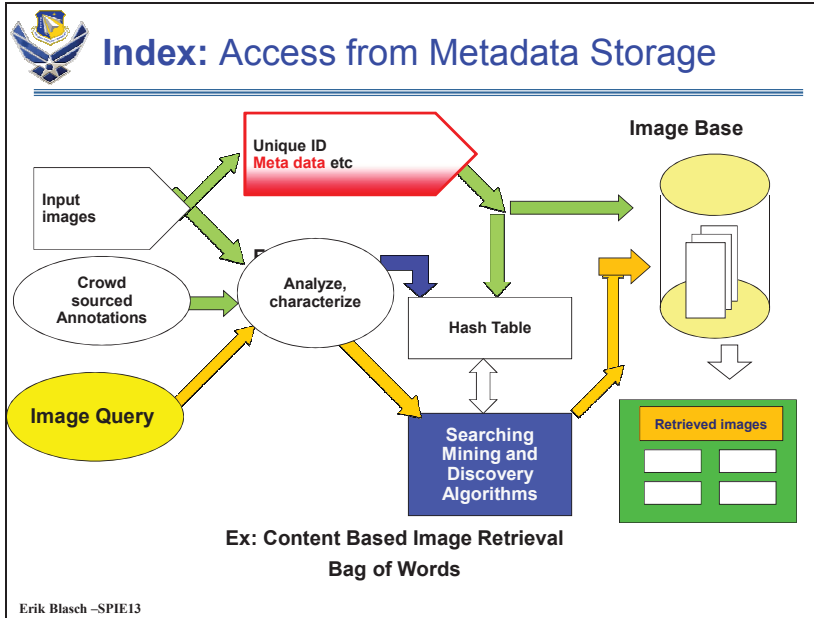 Index: Access from Metadata Storage
Unique ID
Meta data etc
Image Base
Input
images
Crowd
sourced
Annotations
Analyze,
characterize
Hash Table
Image Query
Searching
Mining and
Discovery
Algorithms
Retrieved images
Ex: Content Based Image Retrieval
Bag of Words
Erik Blasch –SPIE13